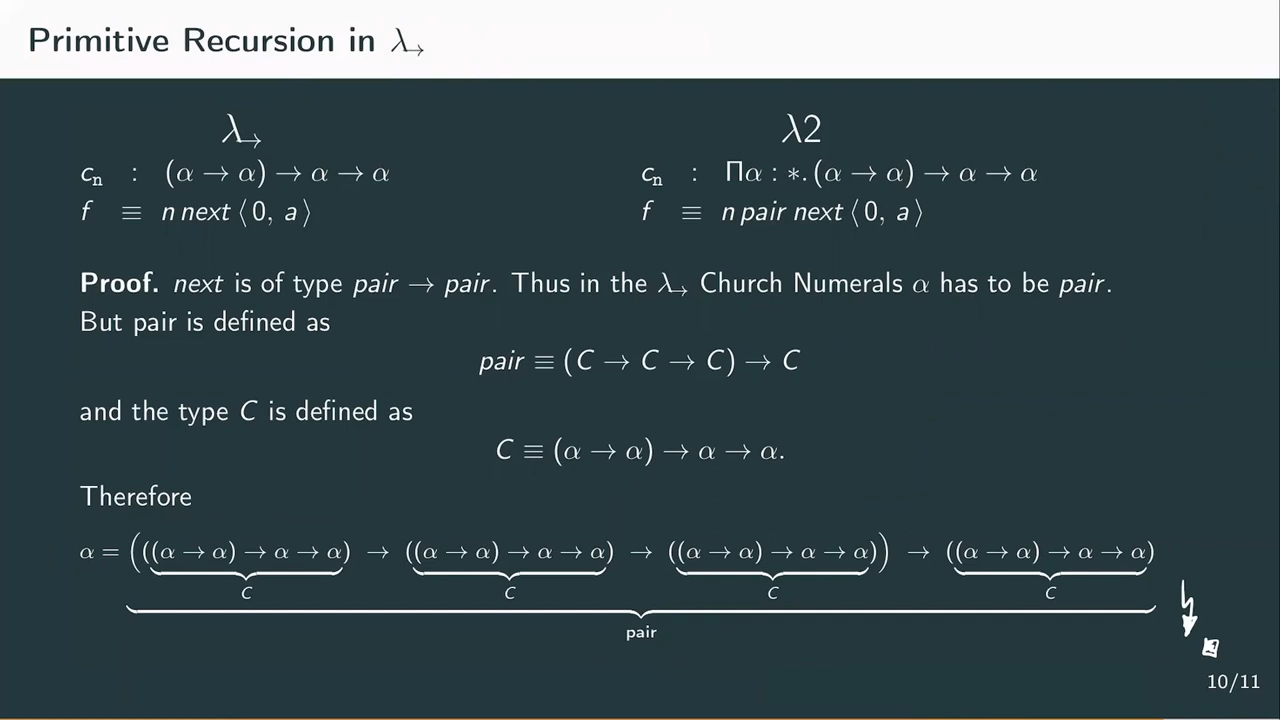 Primitive Recursion in λ→
λ→
λ2
cₙ : (α → α) → α → α
cₙ : Πα : ∗. (α → α) → α → α
f ≡ n next ⟨ 0, a ⟩
f ≡ n pair next ⟨ 0, a ⟩
Proof. next is of type pair → pair. Thus in the λ→ Church Numerals α has to be pair.
But pair is defined as
pair ≡ (C → C → C) → C
and the type C is defined as
C ≡ (α → α) → α → α.
Therefore
α = (((α → α) → α → α) → ((α → α) → α → α) → ((α → α) → α → α)) → ((α → α) → α → α)
C C C C
pair
10/11